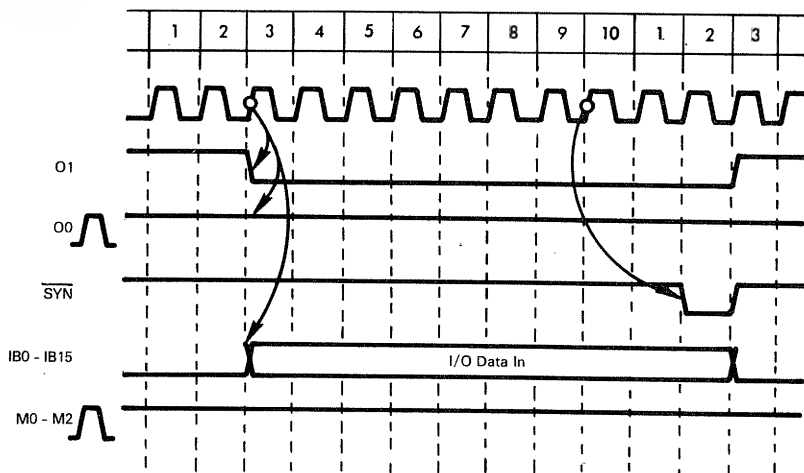 1 2 3 4 5 6 7 8 9 10 1 2 3
O1
O0
SYN
IB0 - IB15
I/O Data In
M0 - M2